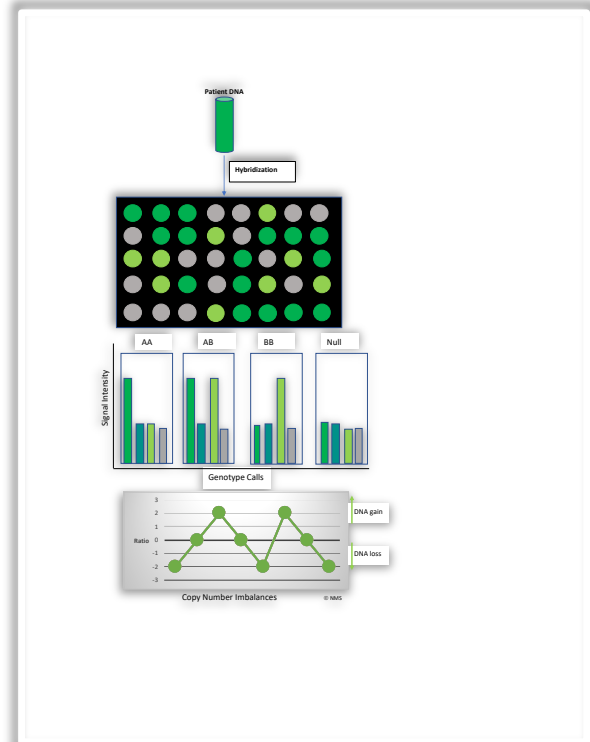 Patient DNA
Hybridization
AA AB BB Null
Signal Intensity
Genotype Calls
3
2
1
Ratio 0
-1
-2
-3
DNA gain
DNA loss
Copy Number Imbalances
© NMS